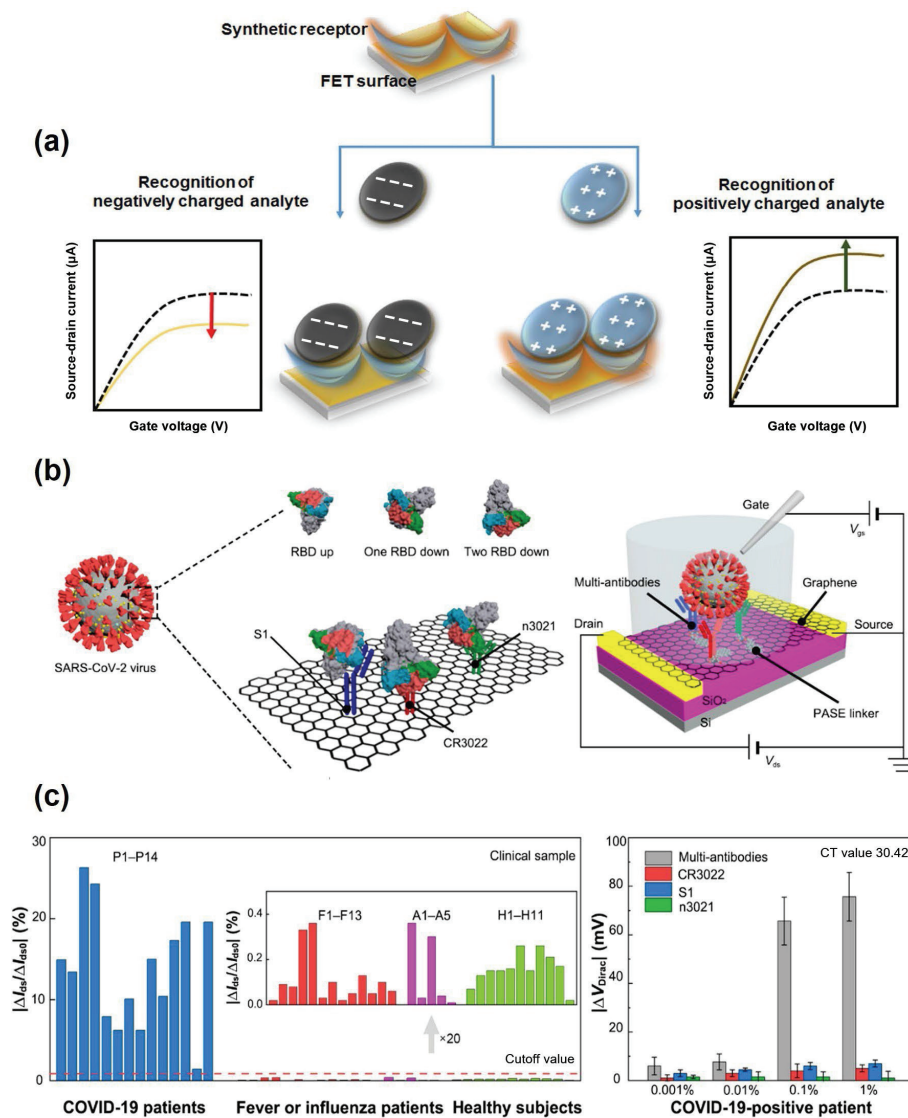 Synthetic receptor
FET surface
(a)
Recognition of
negatively charged analyte
Recognition of
positively charged analyte
Source-drain current (μA)
Gate voltage (V)
Source-drain current (μA)
Gate voltage (V)
(b)
SARS-CoV-2 virus
RBD up
One RBD down
Two RBD down
S1
n3021
CR3022
Gate
Vgs
Multi-antibodies
Graphene
Drain
Source
SiO2
Si
PASE linker
Vds
(c)
|ΔIds/ΔIds0| (%)
30
20
10
0
P1–P14
Clinical sample
|ΔIds/ΔIds0| (%)
0.4
0.2
0.0
F1–F13
A1–A5
H1–H11
×20
Cutoff value
COVID-19 patients
Fever or influenza patients
Healthy subjects
|ΔVDirac| (mV)
100
80
60
40
20
0
CT value 30.42
Multi-antibodies
CR3022
S1
n3021
0.001%
0.01%
0.1%
1%
COVID-19-positive patient